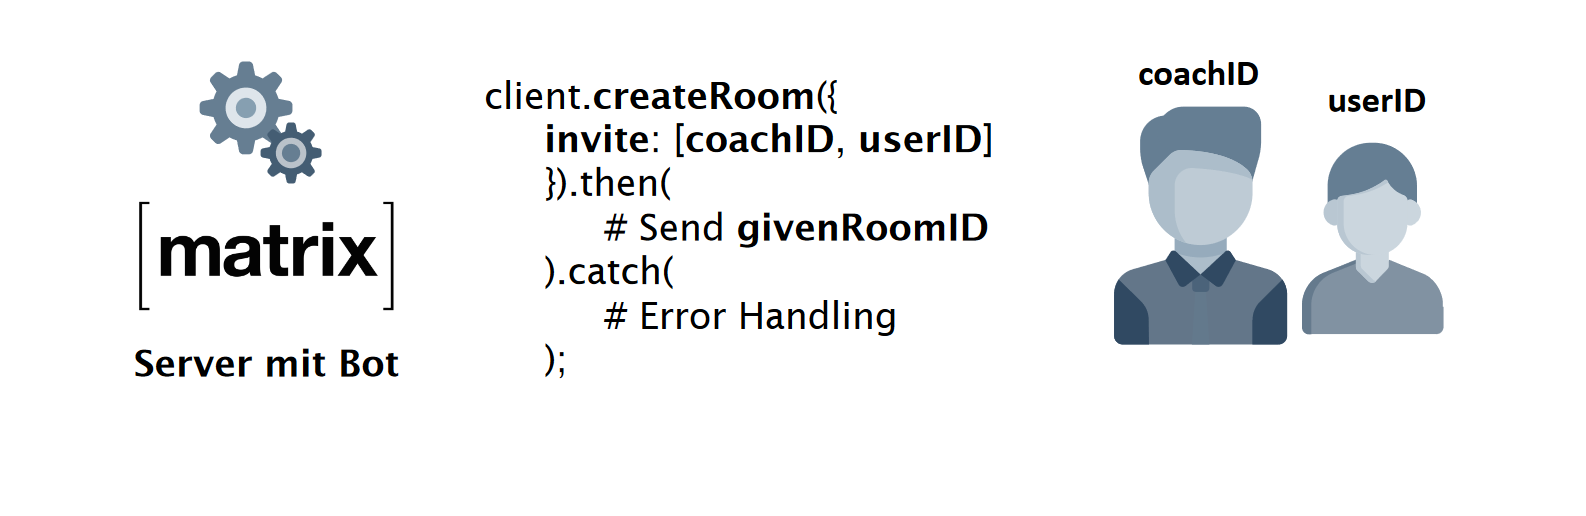 [matrix]
Server mit Bot
client.createRoom({
invite: [coachID, userID]
}).then(
# Send givenRoomID
).catch(
# Error Handling
);
coachID
userID